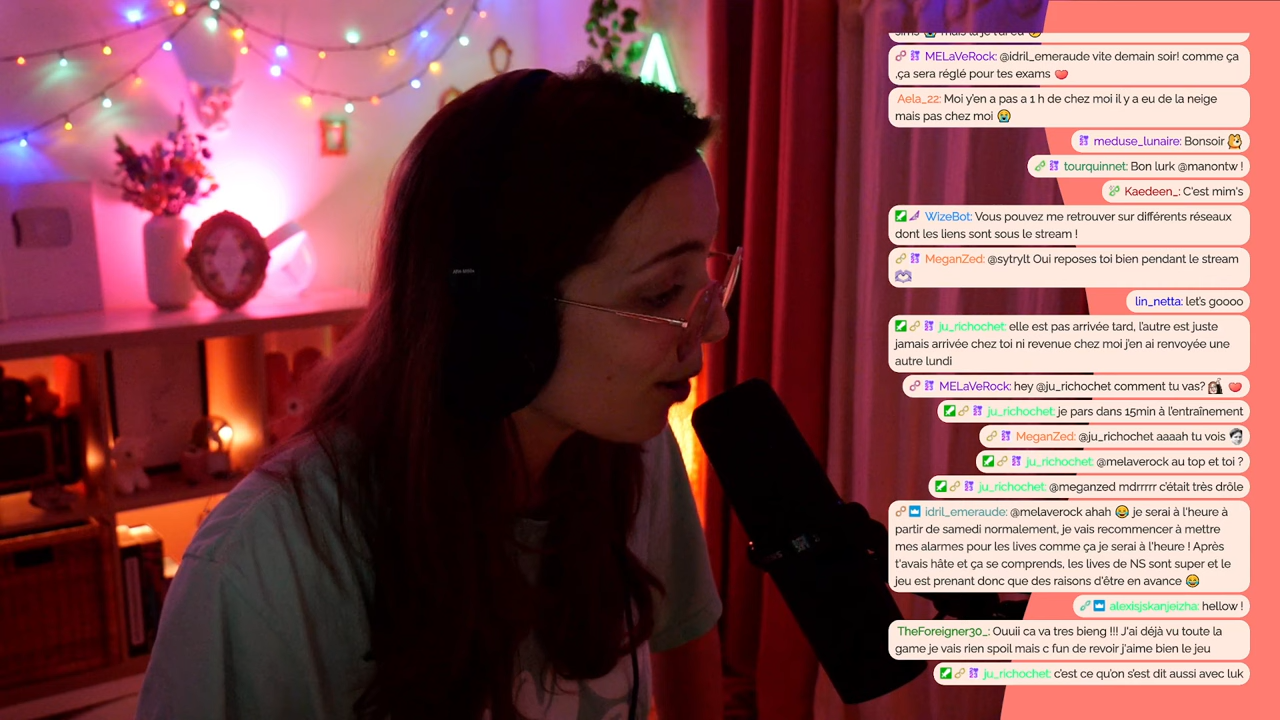 sims mais là je l'ai eu
MELaVeRock: @idril_emeraude vite demain soir! comme ça
,ça sera réglé pour tes exams
Aela_22: Moi y'en a pas a 1 h de chez moi il y a eu de la neige
mais pas chez moi
meduse_lunaire: Bonsoir
tourquinnet: Bon lurk @manontw !
Kaedeen_: C'est mim's
WizeBot: Vous pouvez me retrouver sur différents réseaux
dont les liens sont sous le stream !
MeganZed: @sytrylt Oui reposes toi bien pendant le stream
lin_netta: let's goooo
ju_richochet: elle est pas arrivée tard, l'autre est juste
jamais arrivée chez toi ni revenue chez moi j'en ai renvoyée une
autre lundi
MELaVeRock: hey @ju_richochet comment tu vas?
ju_richochet: je pars dans 15min à l'entraînement
MeganZed: @ju_richochet aaaah tu vois
ju_richochet: @melaverock au top et toi ?
ju_richochet: @meganzed mdrrrrr c'était très drôle
idril_emeraude: @melaverock ahah 😂 je serai à l'heure à
partir de samedi normalement, je vais recommencer à mettre
mes alarmes pour les lives comme ça je serai à l'heure ! Après
t'avais hâte et ça se comprends, les lives de NS sont super et le
jeu est prenant donc que des raisons d'être en avance 😂
alexisjskanjeizha: hellow !
TheForeigner30_: Ouuii ca va tres bieng !!! J'ai déjà vu toute la
game je vais rien spoil mais c fun de revoir j'aime bien le jeu
ju_richochet: c'est ce qu'on s'est dit aussi avec luk